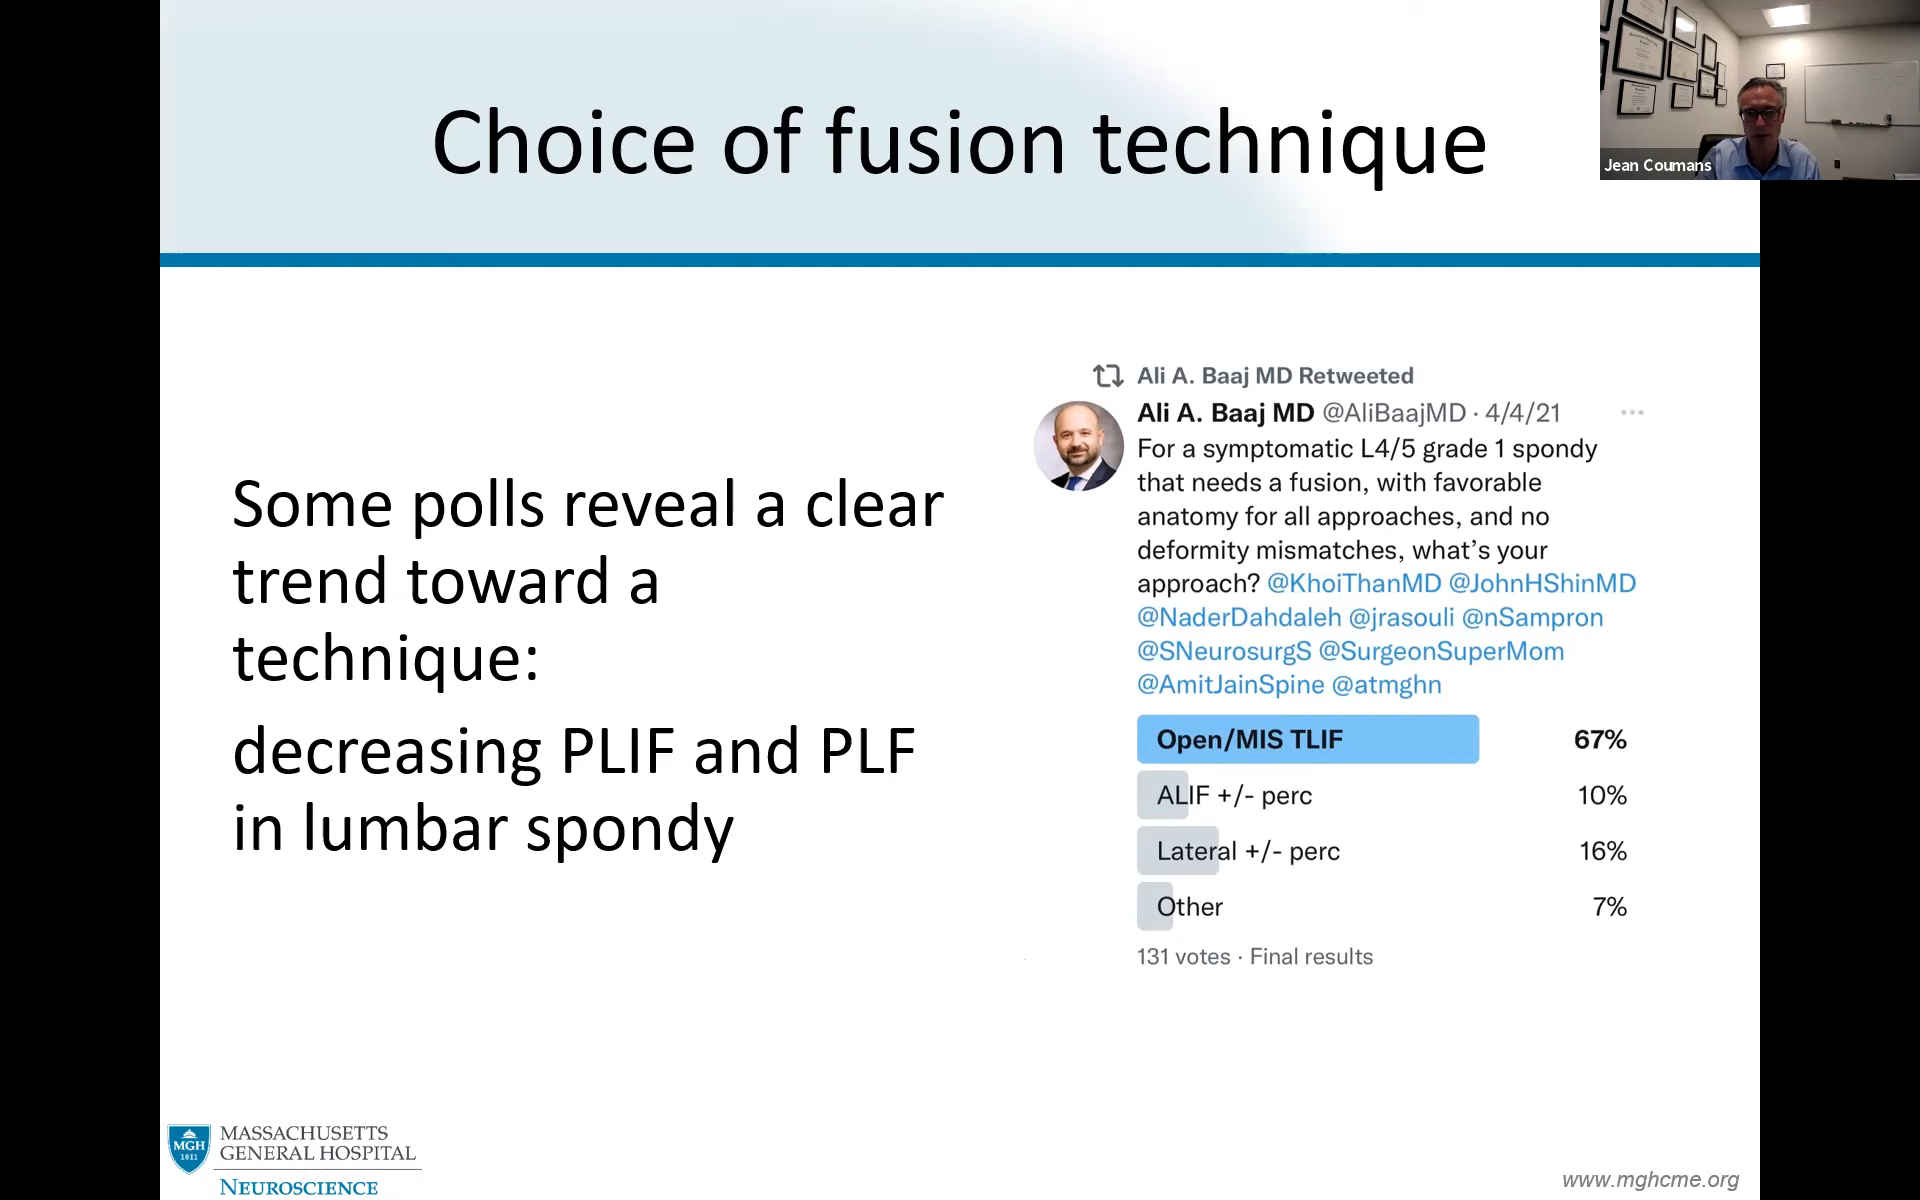 Choice of fusion technique
Jean Coumans
Some polls reveal a clear
trend toward a
technique:
decreasing PLIF and PLF
in lumbar spondy
Ali A. Baaj MD Retweeted
Ali A. Baaj MD @AliBaajMD · 4/4/21
For a symptomatic L4/5 grade 1 spondy
that needs a fusion, with favorable
anatomy for all approaches, and no
deformity mismatches, what’s your
approach? @KhoiThanMD @JohnHShinMD
@NaderDahdaleh @jrasouli @nSampron
@SNeurosurgS @SurgeonSuperMom
@AmitJainSpine @atmghn
Open/MIS TLIF 67%
ALIF +/- perc 10%
Lateral +/- perc 16%
Other 7%
131 votes · Final results
MGH
1811
MASSACHUSETTS
GENERAL HOSPITAL
NEUROSCIENCE
www.mghcme.org